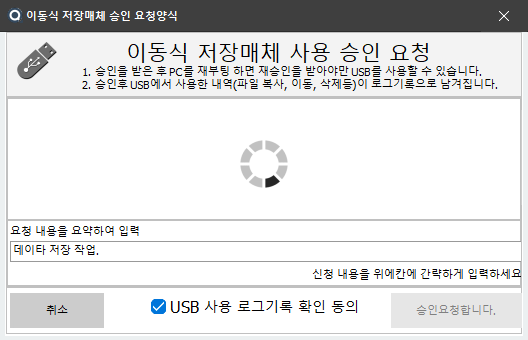 이동식 저장매체 승인 요청양식
이동식 저장매체 사용 승인 요청
1. 승인을 받은 후 PC를 재부팅 하면 재승인을 받아야만 USB를 사용할 수 있습니다.
2. 승인후 USB에서 사용한 내역(파일 복사, 이동, 삭제등)이 로그기록으로 남겨집니다.
요청 내용을 요약하여 입력
데이타 저장 작업.
신청 내용을 위에칸에 간략하게 입력하세요
취소
USB 사용 로그기록 확인 동의
승인요청합니다.